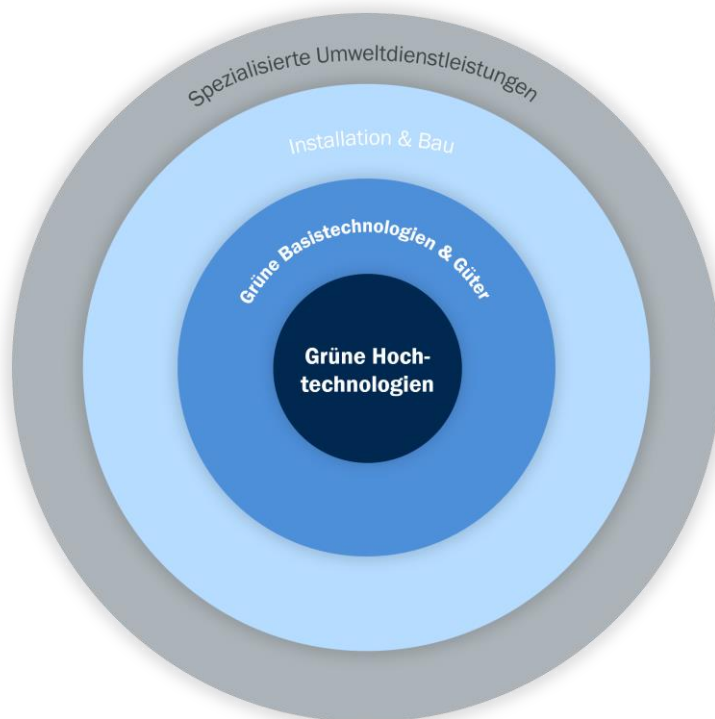 Spezialisierte Umweltdienstleistungen
Installation & Bau
Grüne Basistechnologien & Güter
Grüne Hoch-
technologien